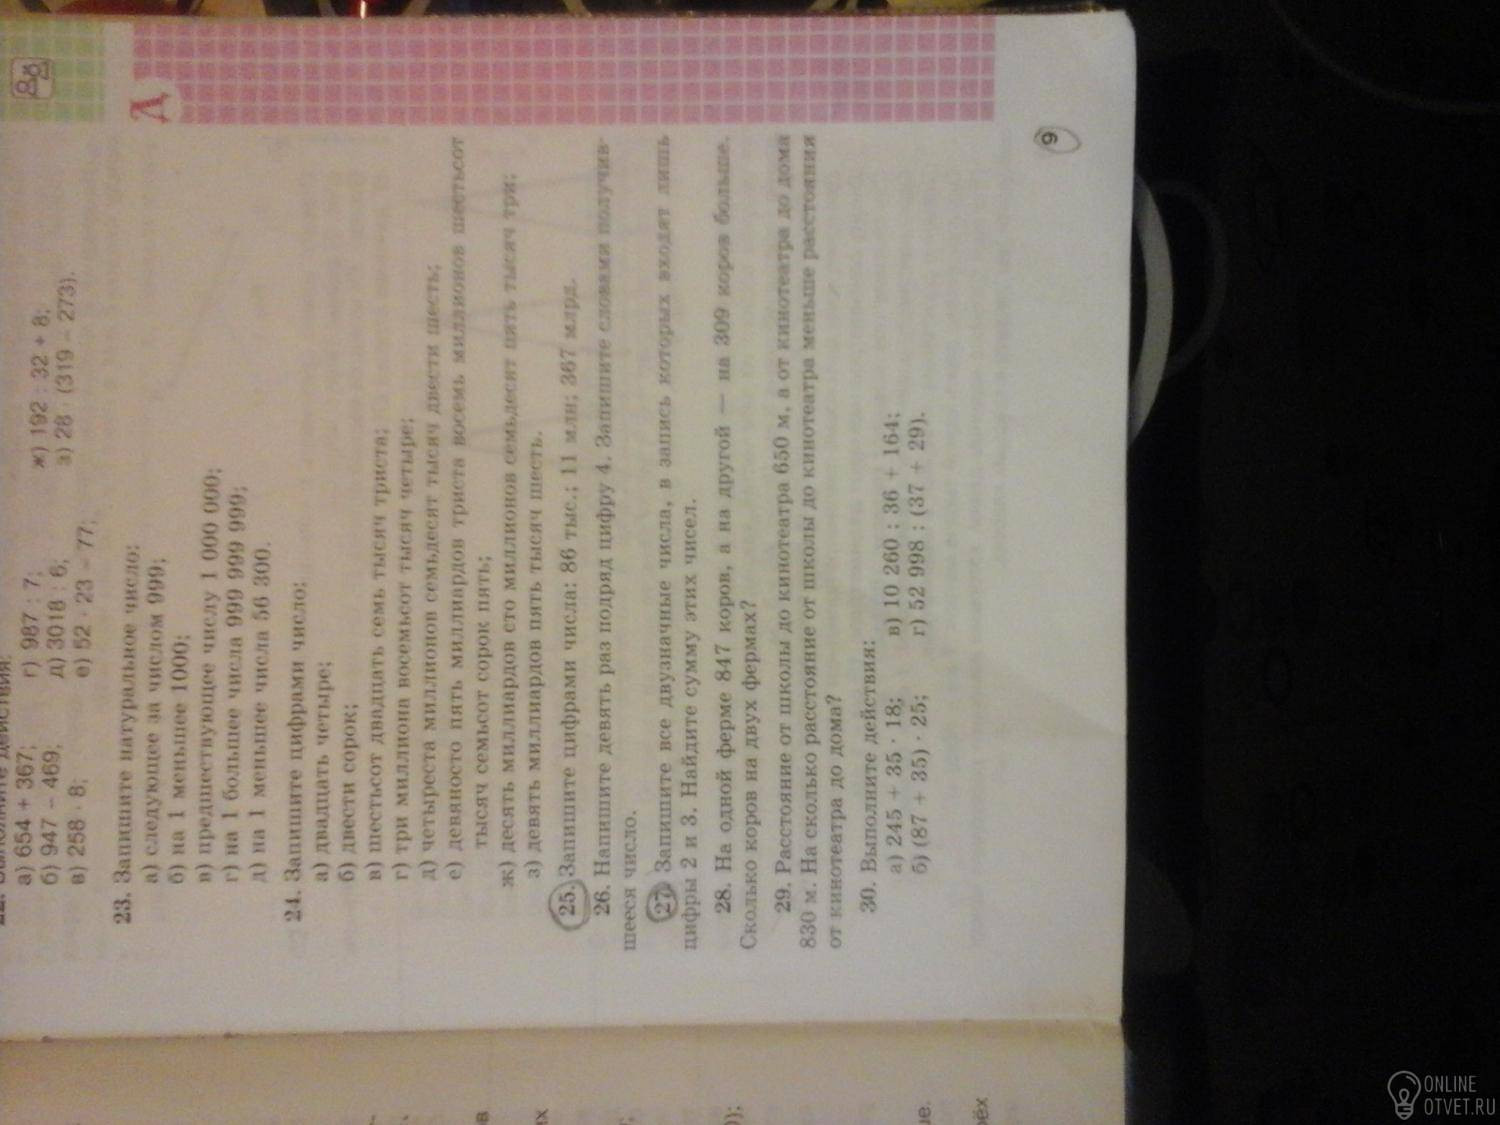 а) 654 + 367;
г) 987 : 7;
ж) 192 : 32 + 8;
б) 947 – 469,
д) 3018 : 6;
з) 28 · (319 – 273).
в) 258 · 8;
е) 52 · 23 – 77;
Д
23. Запишите натуральное число:
а) следующее за числом 999;
б) на 1 меньшее 1000;
в) предшествующее числу 1 000 000;
г) на 1 большее числа 999 999 999;
д) на 1 меньшее числа 56 300.
24. Запишите цифрами число:
а) двадцать четыре;
б) двести сорок;
в) шестьсот двадцать семь тысяч триста;
г) три миллиона восемьсот тысяч четыре;
д) четыреста миллионов семьдесят тысяч двести шесть;
е) девяносто пять миллиардов триста восемь миллионов шестьсот
тысяч семьсот сорок пять;
ж) десять миллиардов сто миллионов семьдесят пять тысяч три;
з) девять миллиардов пять тысяч шесть.
25. Запишите цифрами числа: 86 тыс.; 11 млн; 367 млрд.
26. Напишите девять раз подряд цифру 4. Запишите словами получив-
шееся число.
27. Запишите все двузначные числа, в запись которых входят лишь
цифры 2 и 3. Найдите сумму этих чисел.
28. На одной ферме 847 коров, а на другой — на 309 коров больше.
Сколько коров на двух фермах?
29. Расстояние от школы до кинотеатра 650 м, а от кинотеатра до дома
830 м. На сколько расстояние от школы до кинотеатра меньше расстояния
от кинотеатра до дома?
30. Выполните действия:
а) 245 + 35 · 18;
в) 10 260 : 36 + 164;
б) (87 + 35) · 25;
г) 52 998 : (37 + 29).
9
ONLINE
OTVET.RU